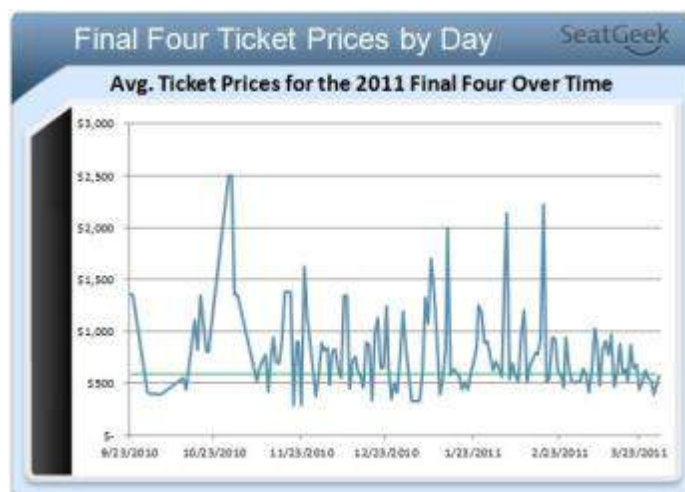 Final Four Ticket Prices by Day
SeatGeek
Avg. Ticket Prices for the 2011 Final Four Over Time
$3,000
$2,500
$2,000
$1,500
$1,000
$500
$-
9/23/2010 10/23/2010 11/23/2010 12/23/2010 1/23/2011 2/23/2011 3/23/2011